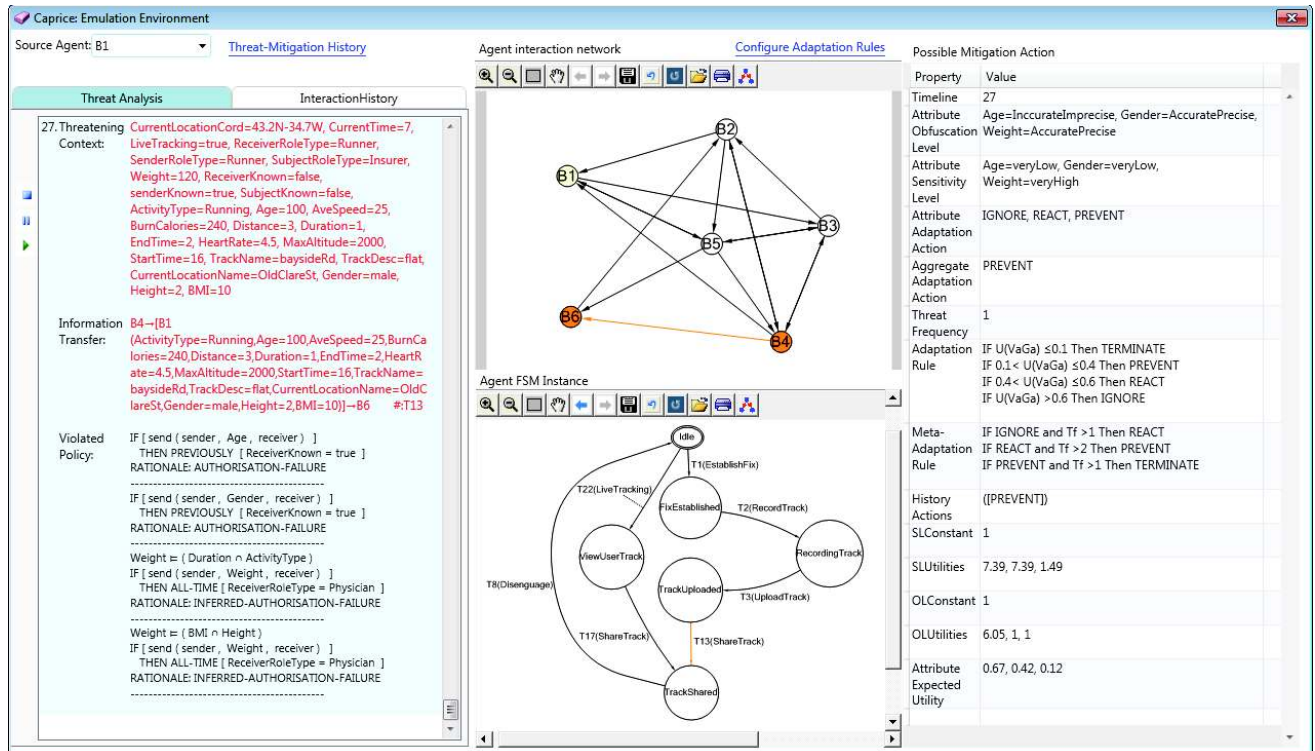 Caprice: Emulation Environment
Source Agent: B1
Threat-Mitigation History
Threat Analysis
InteractionHistory
27. Threatening Context:
CurrentLocationCord=43.2N-34.7W, CurrentTime=7,
LiveTracking=true, ReceiverRoleType=Runner,
SenderRoleType=Runner, SubjectRoleType=Insurer,
Weight=120, ReceiverKnown=false,
senderKnown=true, SubjectKnown=false,
ActivityType=Running, Age=100, AveSpeed=25,
BurnCalories=240, Distance=3, Duration=1,
EndTime=2, HeartRate=4.5, MaxAltitude=2000,
StartTime=16, TrackName=baysideRd, TrackDesc=flat,
CurrentLocationName=OldClareSt, Gender=male,
Height=2, BMI=10
Information Transfer:
B4→[B1
(ActivityType=Running,Age=100,AveSpeed=25,BurnCa
lories=240,Distance=3,Duration=1,EndTime=2,HeartR
ate=4.5,MaxAltitude=2000,StartTime=16,TrackName=
baysideRd,TrackDesc=flat,CurrentLocationName=OldC
lareSt,Gender=male,Height=2,BMI=10)]→B6 #:T13
Violated Policy:
IF [ send ( sender , Age , receiver ) ]
THEN PREVIOUSLY [ ReceiverKnown = true ]
RATIONALE: AUTHORISATION-FAILURE
------------------------------------------
IF [ send ( sender , Gender , receiver ) ]
THEN PREVIOUSLY [ ReceiverKnown = true ]
RATIONALE: AUTHORISATION-FAILURE
------------------------------------------
Weight ⊨ ( Duration ∩ ActivityType )
IF [ send ( sender , Weight , receiver ) ]
THEN ALL-TIME [ ReceiverRoleType = Physician ]
RATIONALE: INFERRED-AUTHORISATION-FAILURE
------------------------------------------
Weight ⊨ ( BMI ∩ Height )
IF [ send ( sender , Weight , receiver ) ]
THEN ALL-TIME [ ReceiverRoleType = Physician ]
RATIONALE: INFERRED-AUTHORISATION-FAILURE
------------------------------------------
Agent interaction network
Configure Adaptation Rules
B2
B1
B3
B5
B6
B4
Agent FSM Instance
Idle
T1(EstablishFix)
T22(LiveTracking)
FixEstablished
T2(RecordTrack)
ViewUserTrack
RecordingTrack
TrackUploaded
T8(Disenguage)
T3(UploadTrack)
T17(ShareTrack)
T13(ShareTrack)
TrackShared
Possible Mitigation Action
Property Value
Timeline 27
Attribute Obfuscation Level
Age=InccurateImprecise, Gender=AccuratePrecise,
Weight=AccuratePrecise
Attribute Sensitivity Level
Age=veryLow, Gender=veryLow,
Weight=veryHigh
Attribute Adaptation Action
IGNORE, REACT, PREVENT
Aggregate Adaptation Action
PREVENT
Threat Frequency
1
Adaptation Rule
IF U(VaGa) ≤0.1 Then TERMINATE
IF 0.1< U(VaGa) ≤0.4 Then PREVENT
IF 0.4< U(VaGa) ≤0.6 Then REACT
IF U(VaGa) >0.6 Then IGNORE
Meta-Adaptation Rule
IF IGNORE and Tf >1 Then REACT
IF REACT and Tf >2 Then PREVENT
IF PREVENT and Tf >1 Then TERMINATE
History Actions
([PREVENT])
SLConstant 1
SLUtilities 7.39, 7.39, 1.49
OLConstant 1
OLUtilities 6.05, 1, 1
Attribute Expected Utility
0.67, 0.42, 0.12